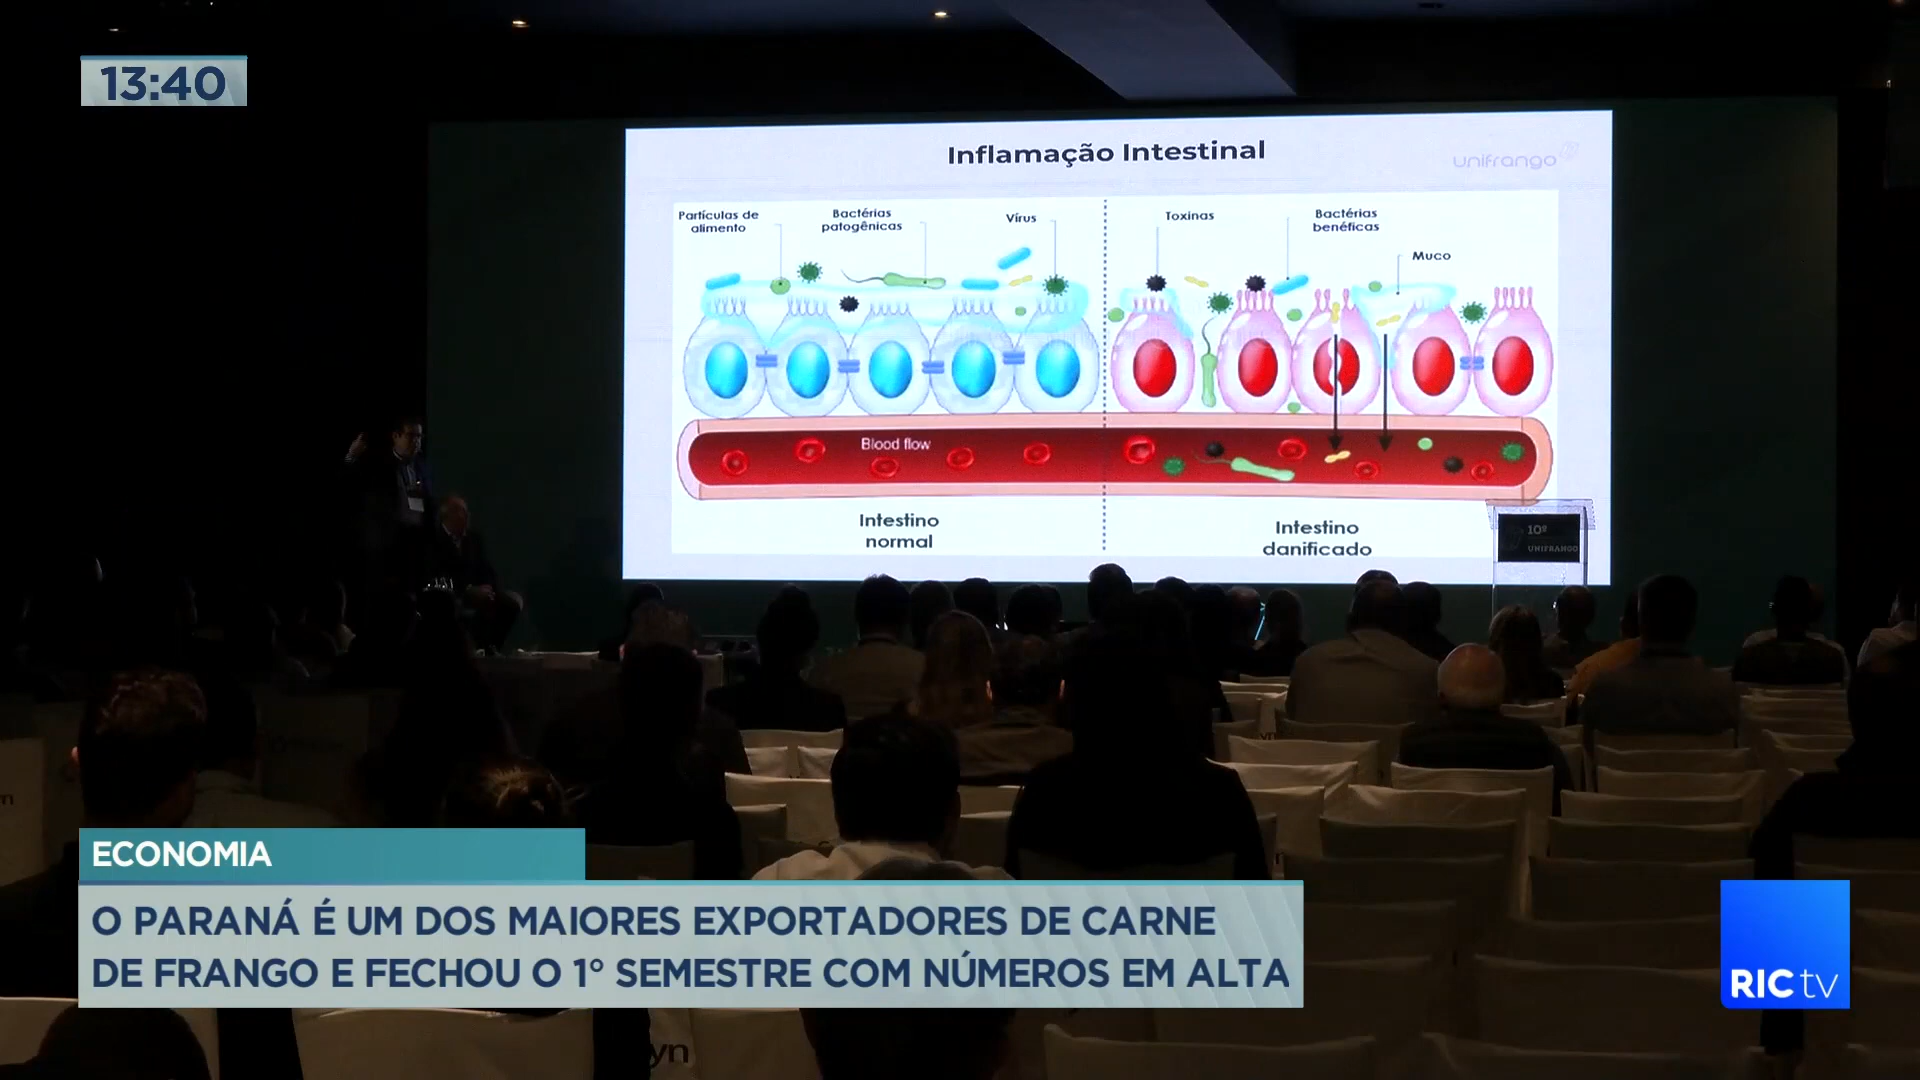 13:40
Inflamação Intestinal
unifrango
Partículas de
alimento
Bactérias
patogênicas
Vírus
Toxinas
Bactérias
benéficas
Muco
Blood flow
Intestino
normal
Intestino
danificado
10º
UNIFRANGO
ECONOMIA
O PARANÁ É UM DOS MAIORES EXPORTADORES DE CARNE
DE FRANGO E FECHOU O 1° SEMESTRE COM NÚMEROS EM ALTA
RIC tv
yn